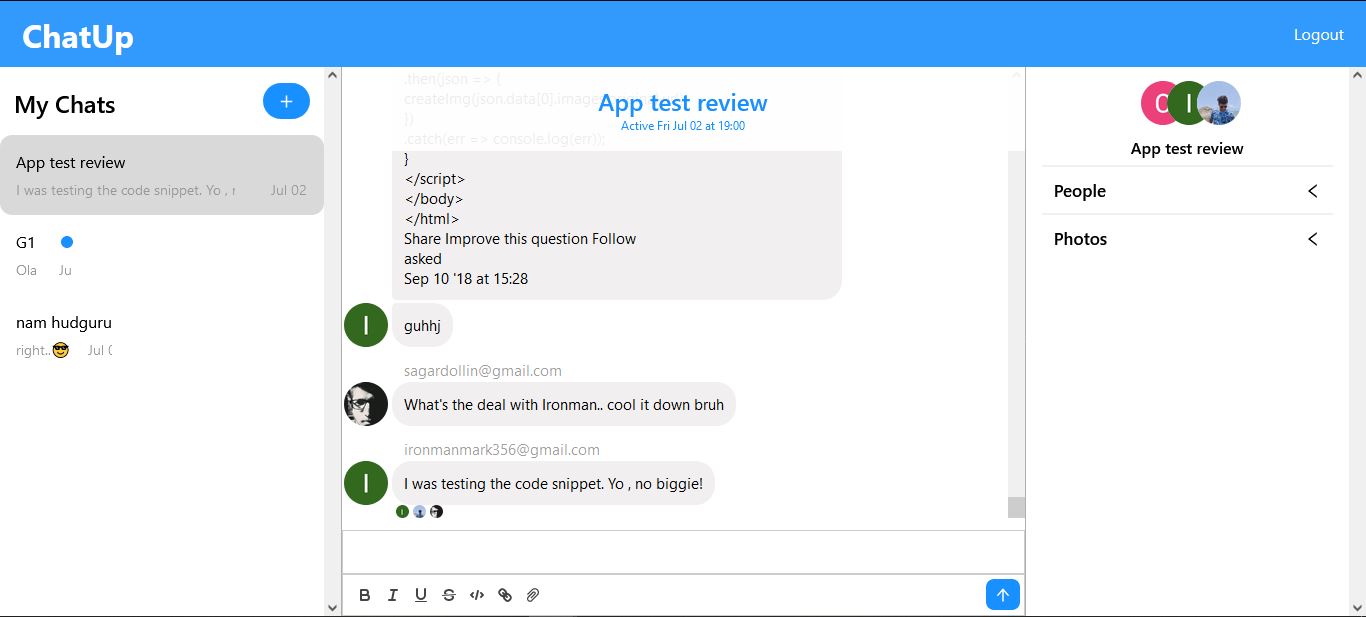 ChatUp
Logout
My Chats
+
App test review
I was testing the code snippet. Yo ,
Jul 02
G1
Ola
Ju
nam hudguru
right..😎
Jul
.then(json => {
createImg(json.data[0].image
})
.catch(err => console.log(err));
App test review
Active Fri Jul 02 at 19:00
}
</script>
</body>
</html>
Share Improve this question Follow
asked
Sep 10 '18 at 15:28
I
guhhj
sagardollin@gmail.com
What's the deal with Ironman.. cool it down bruh
ironmanmark356@gmail.com
I
I was testing the code snippet. Yo , no biggie!
B I U S </>
I
App test review
People
Photos